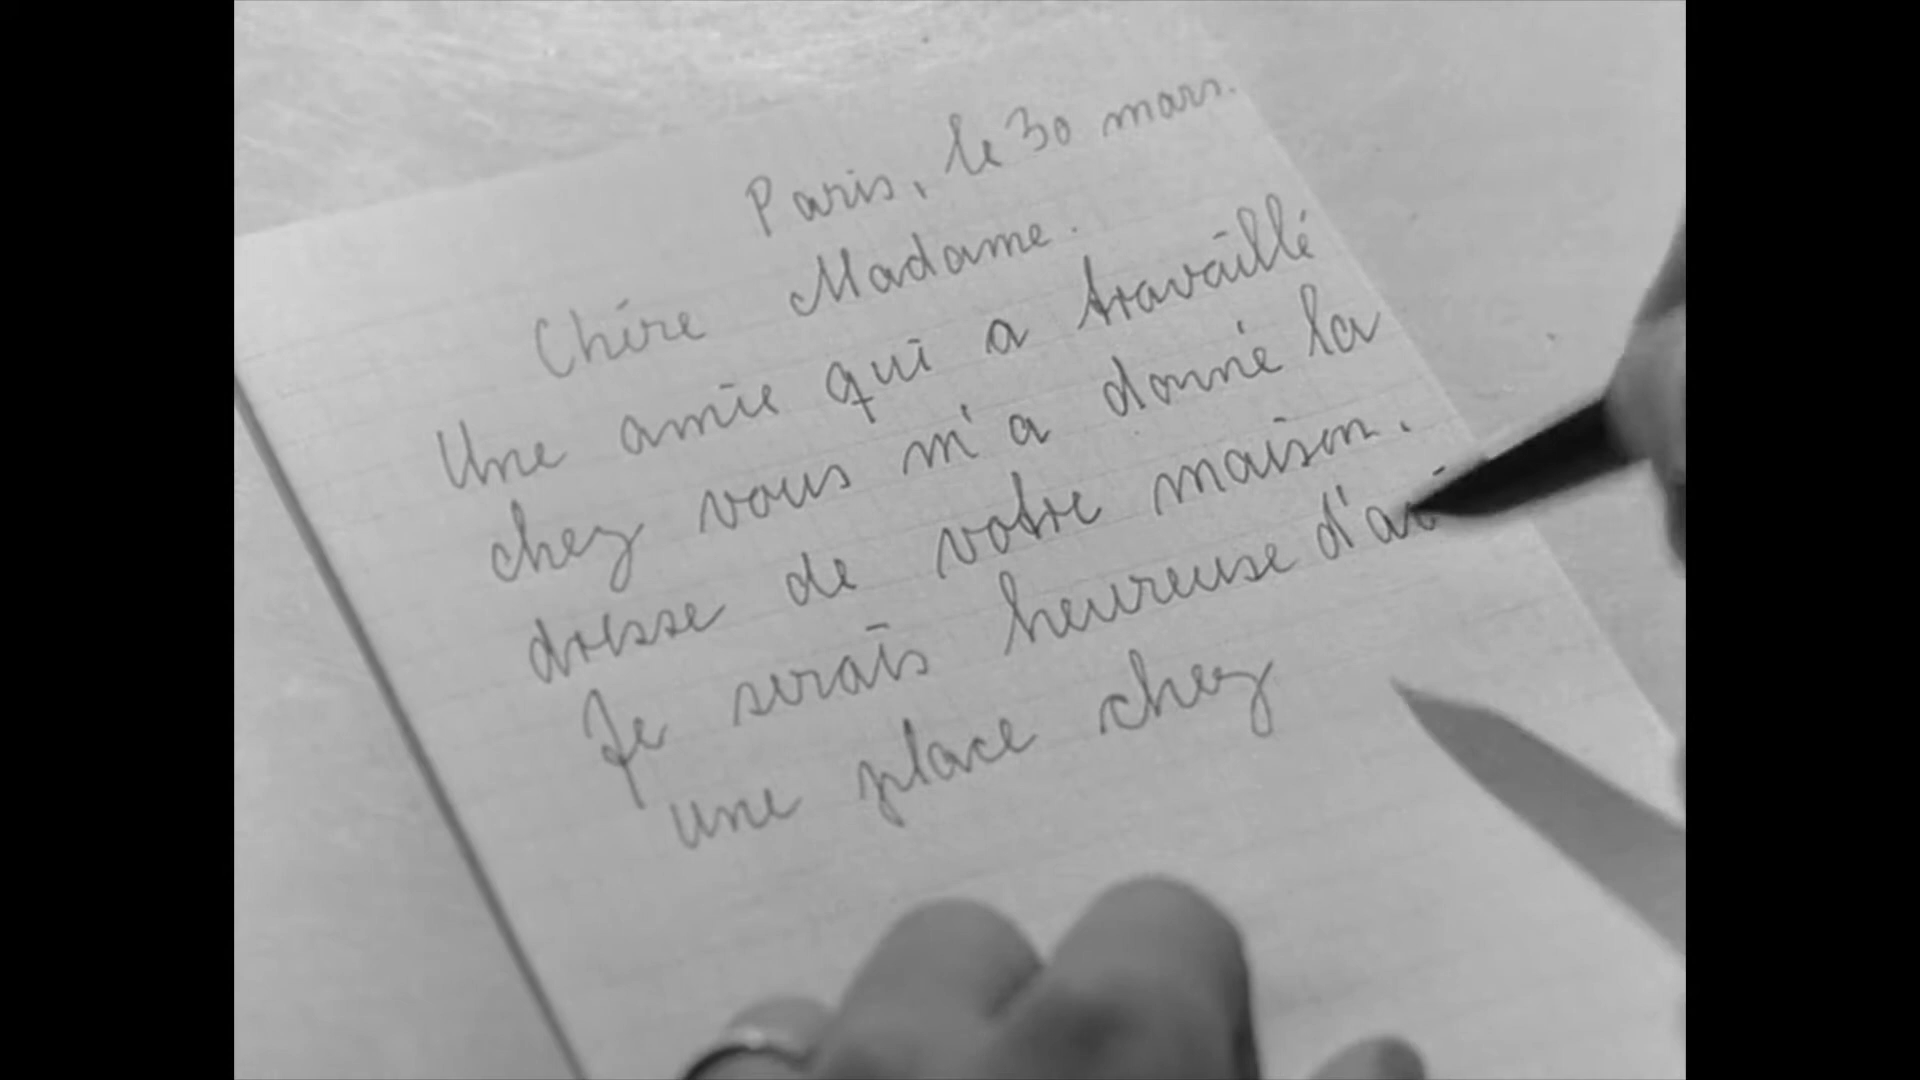 Paris, le 30 mars.
Chère Madame.
Une amie qui a travaillé
chez vous m'a donné la
dresse de votre maison.
Je serais heureuse d'avoi
une place chez